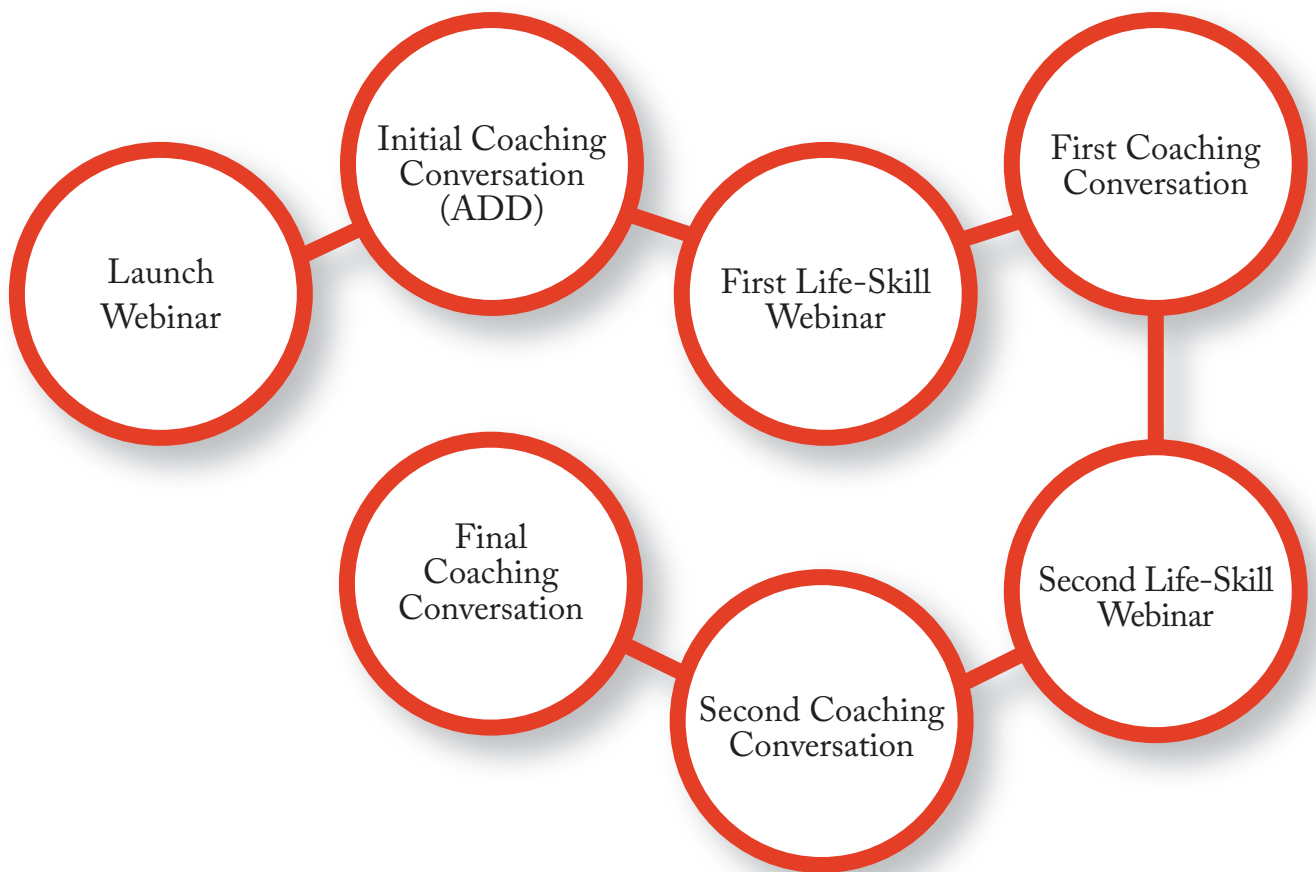 Launch
Webinar
Initial Coaching
Conversation
(ADD)
First Life-Skill
Webinar
First Coaching
Conversation
Second Life-Skill
Webinar
Second Coaching
Conversation
Final
Coaching
Conversation